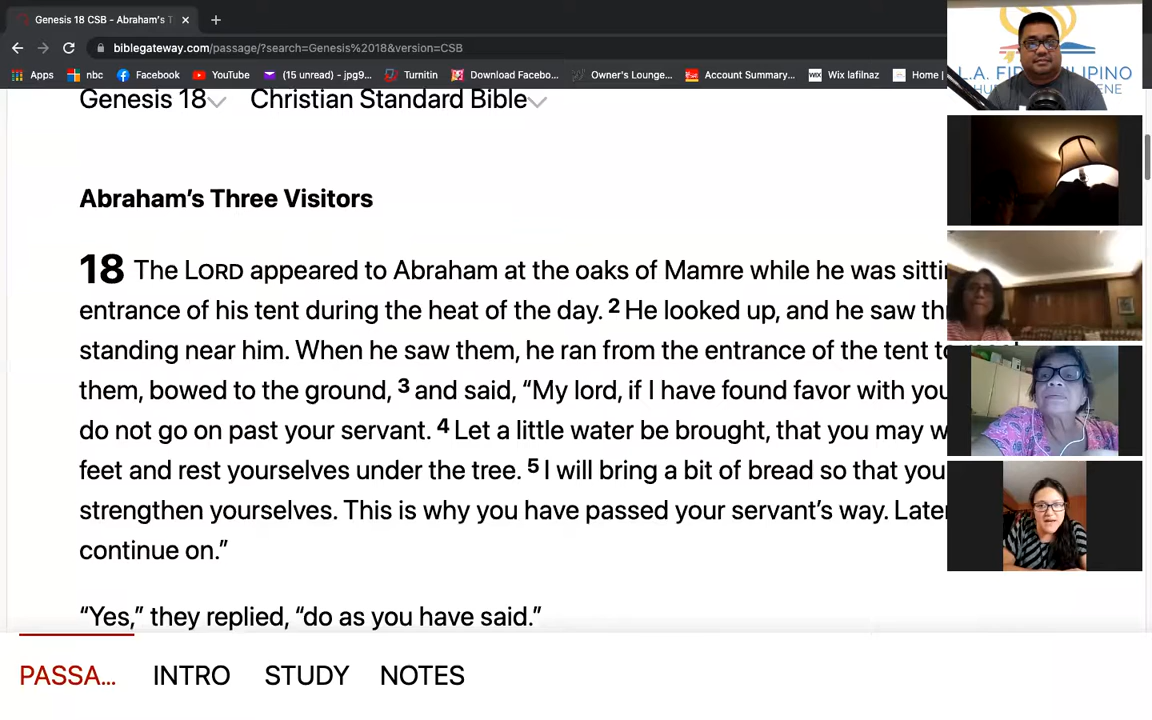 Genesis 18 CSB - Abraham's T
biblegateway.com/passage/?search=Genesis%2018&version=CSB
Apps nbc Facebook YouTube (15 unread) - jpg9... Turnitin Download Facebo... Owner's Lounge... Account Summary... WIX Wix lafilnaz Home |
L.A. FIR ILIPINO
HU ENE
Genesis 18 Christian Standard Bible
Abraham's Three Visitors
18 The LORD appeared to Abraham at the oaks of Mamre while he was sittin
entrance of his tent during the heat of the day. 2 He looked up, and he saw th
standing near him. When he saw them, he ran from the entrance of the tent to
them, bowed to the ground, 3 and said, “My lord, if I have found favor with you
do not go on past your servant. 4 Let a little water be brought, that you may w
feet and rest yourselves under the tree. 5 I will bring a bit of bread so that you
strengthen yourselves. This is why you have passed your servant’s way. Later
continue on.”
“Yes,” they replied, “do as you have said.”
PASSA... INTRO STUDY NOTES